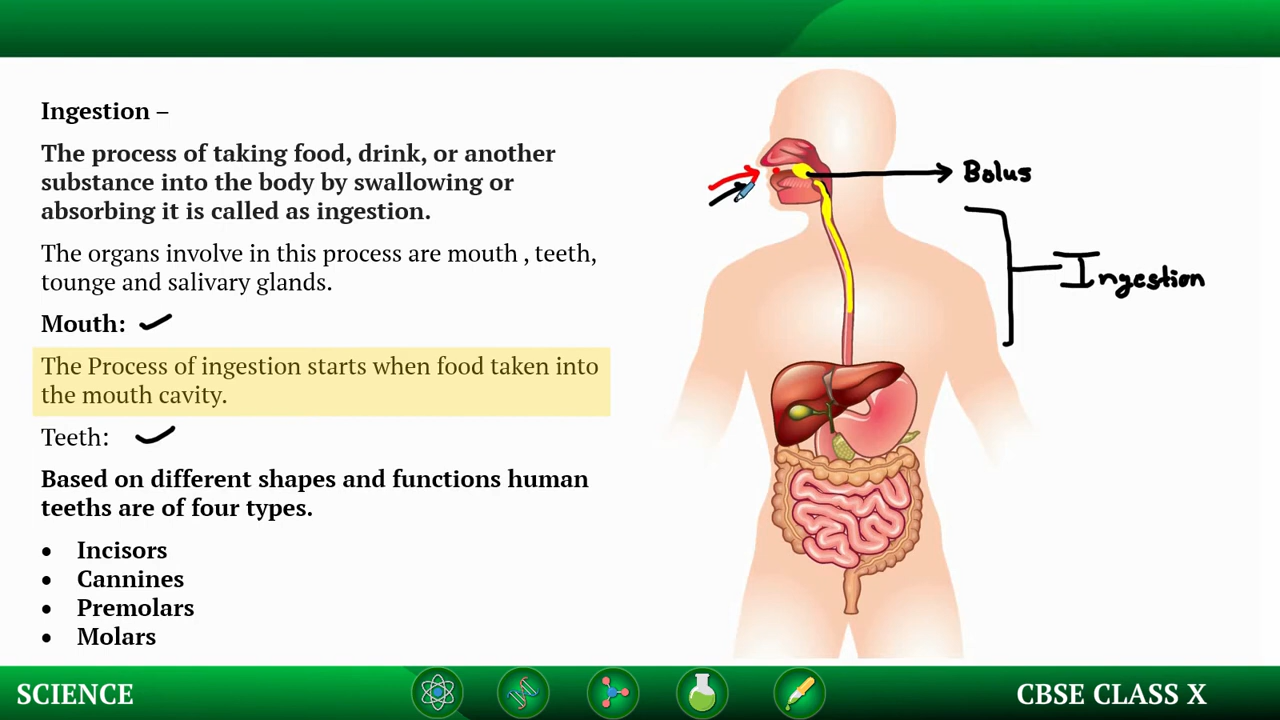 Ingestion –
The process of taking food, drink, or another
substance into the body by swallowing or
absorbing it is called as ingestion.
The organs involve in this process are mouth , teeth,
tounge and salivary glands.
Mouth:
The Process of ingestion starts when food taken into
the mouth cavity.
Teeth:
Based on different shapes and functions human
teeths are of four types.
• Incisors
• Cannines
• Premolars
• Molars
Bolus
Ingestion
SCIENCE
CBSE CLASS X